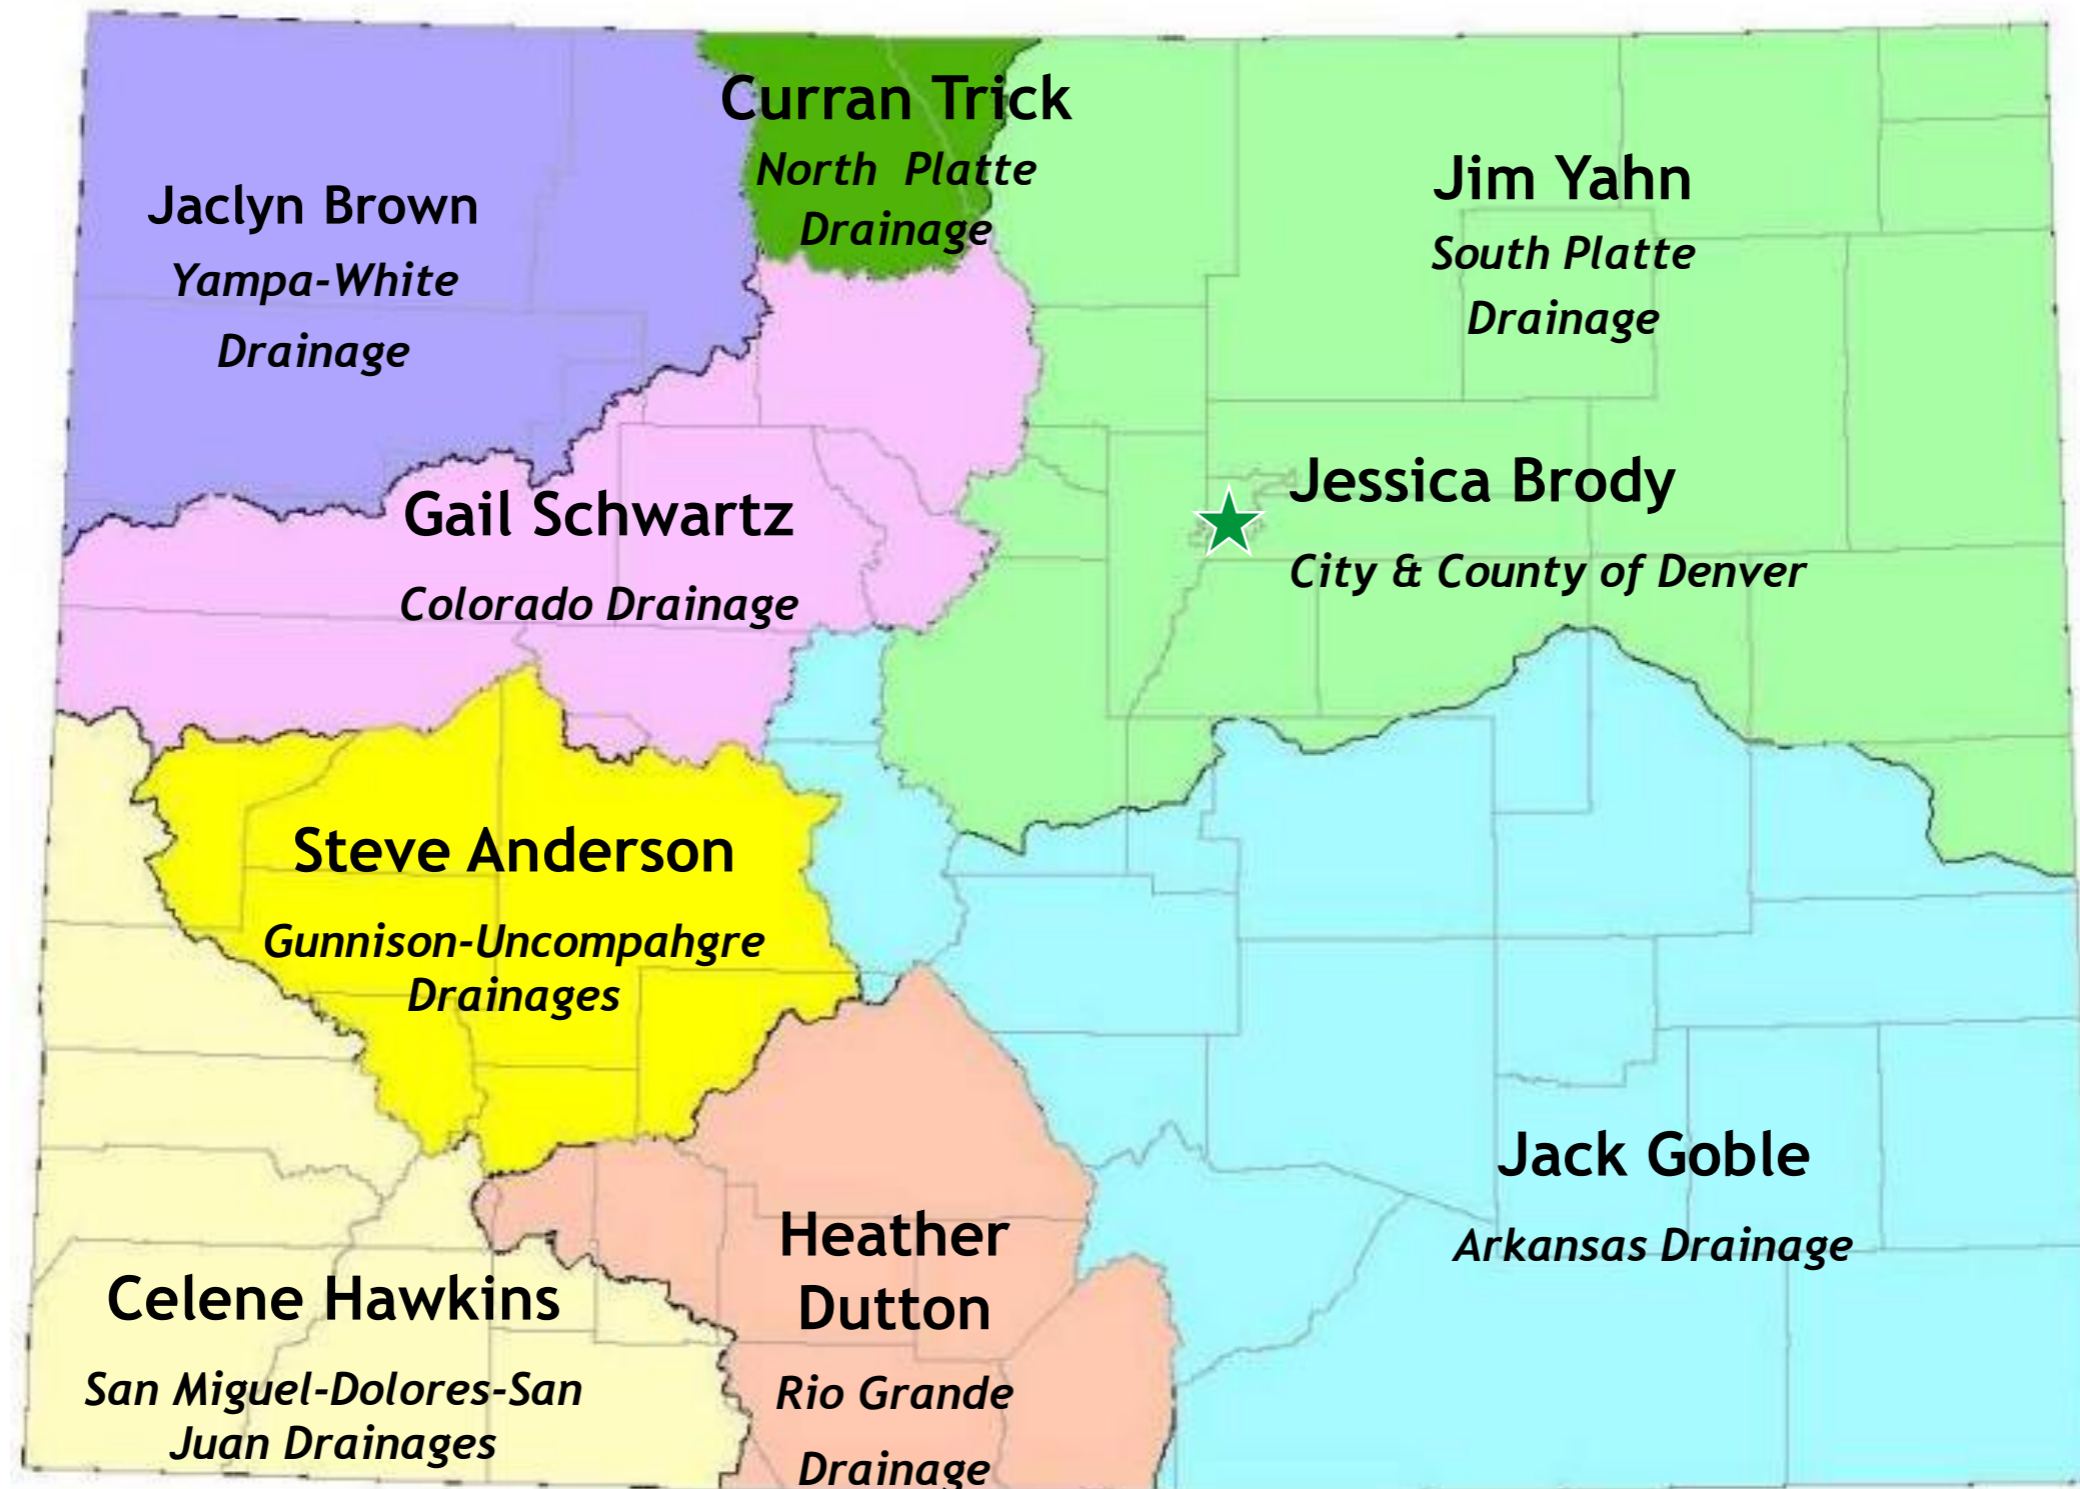 Curran Trick
North Platte
Drainage
Jim Yahn
South Platte
Drainage
Jaclyn Brown
Yampa-White
Drainage
Jessica Brody
City & County of Denver
Gail Schwartz
Colorado Drainage
Steve Anderson
Gunnison-Uncompahgre
Drainages
Jack Goble
Arkansas Drainage
Heather
Dutton
Rio Grande
Drainage
Celene Hawkins
San Miguel-Dolores-San
Juan Drainages